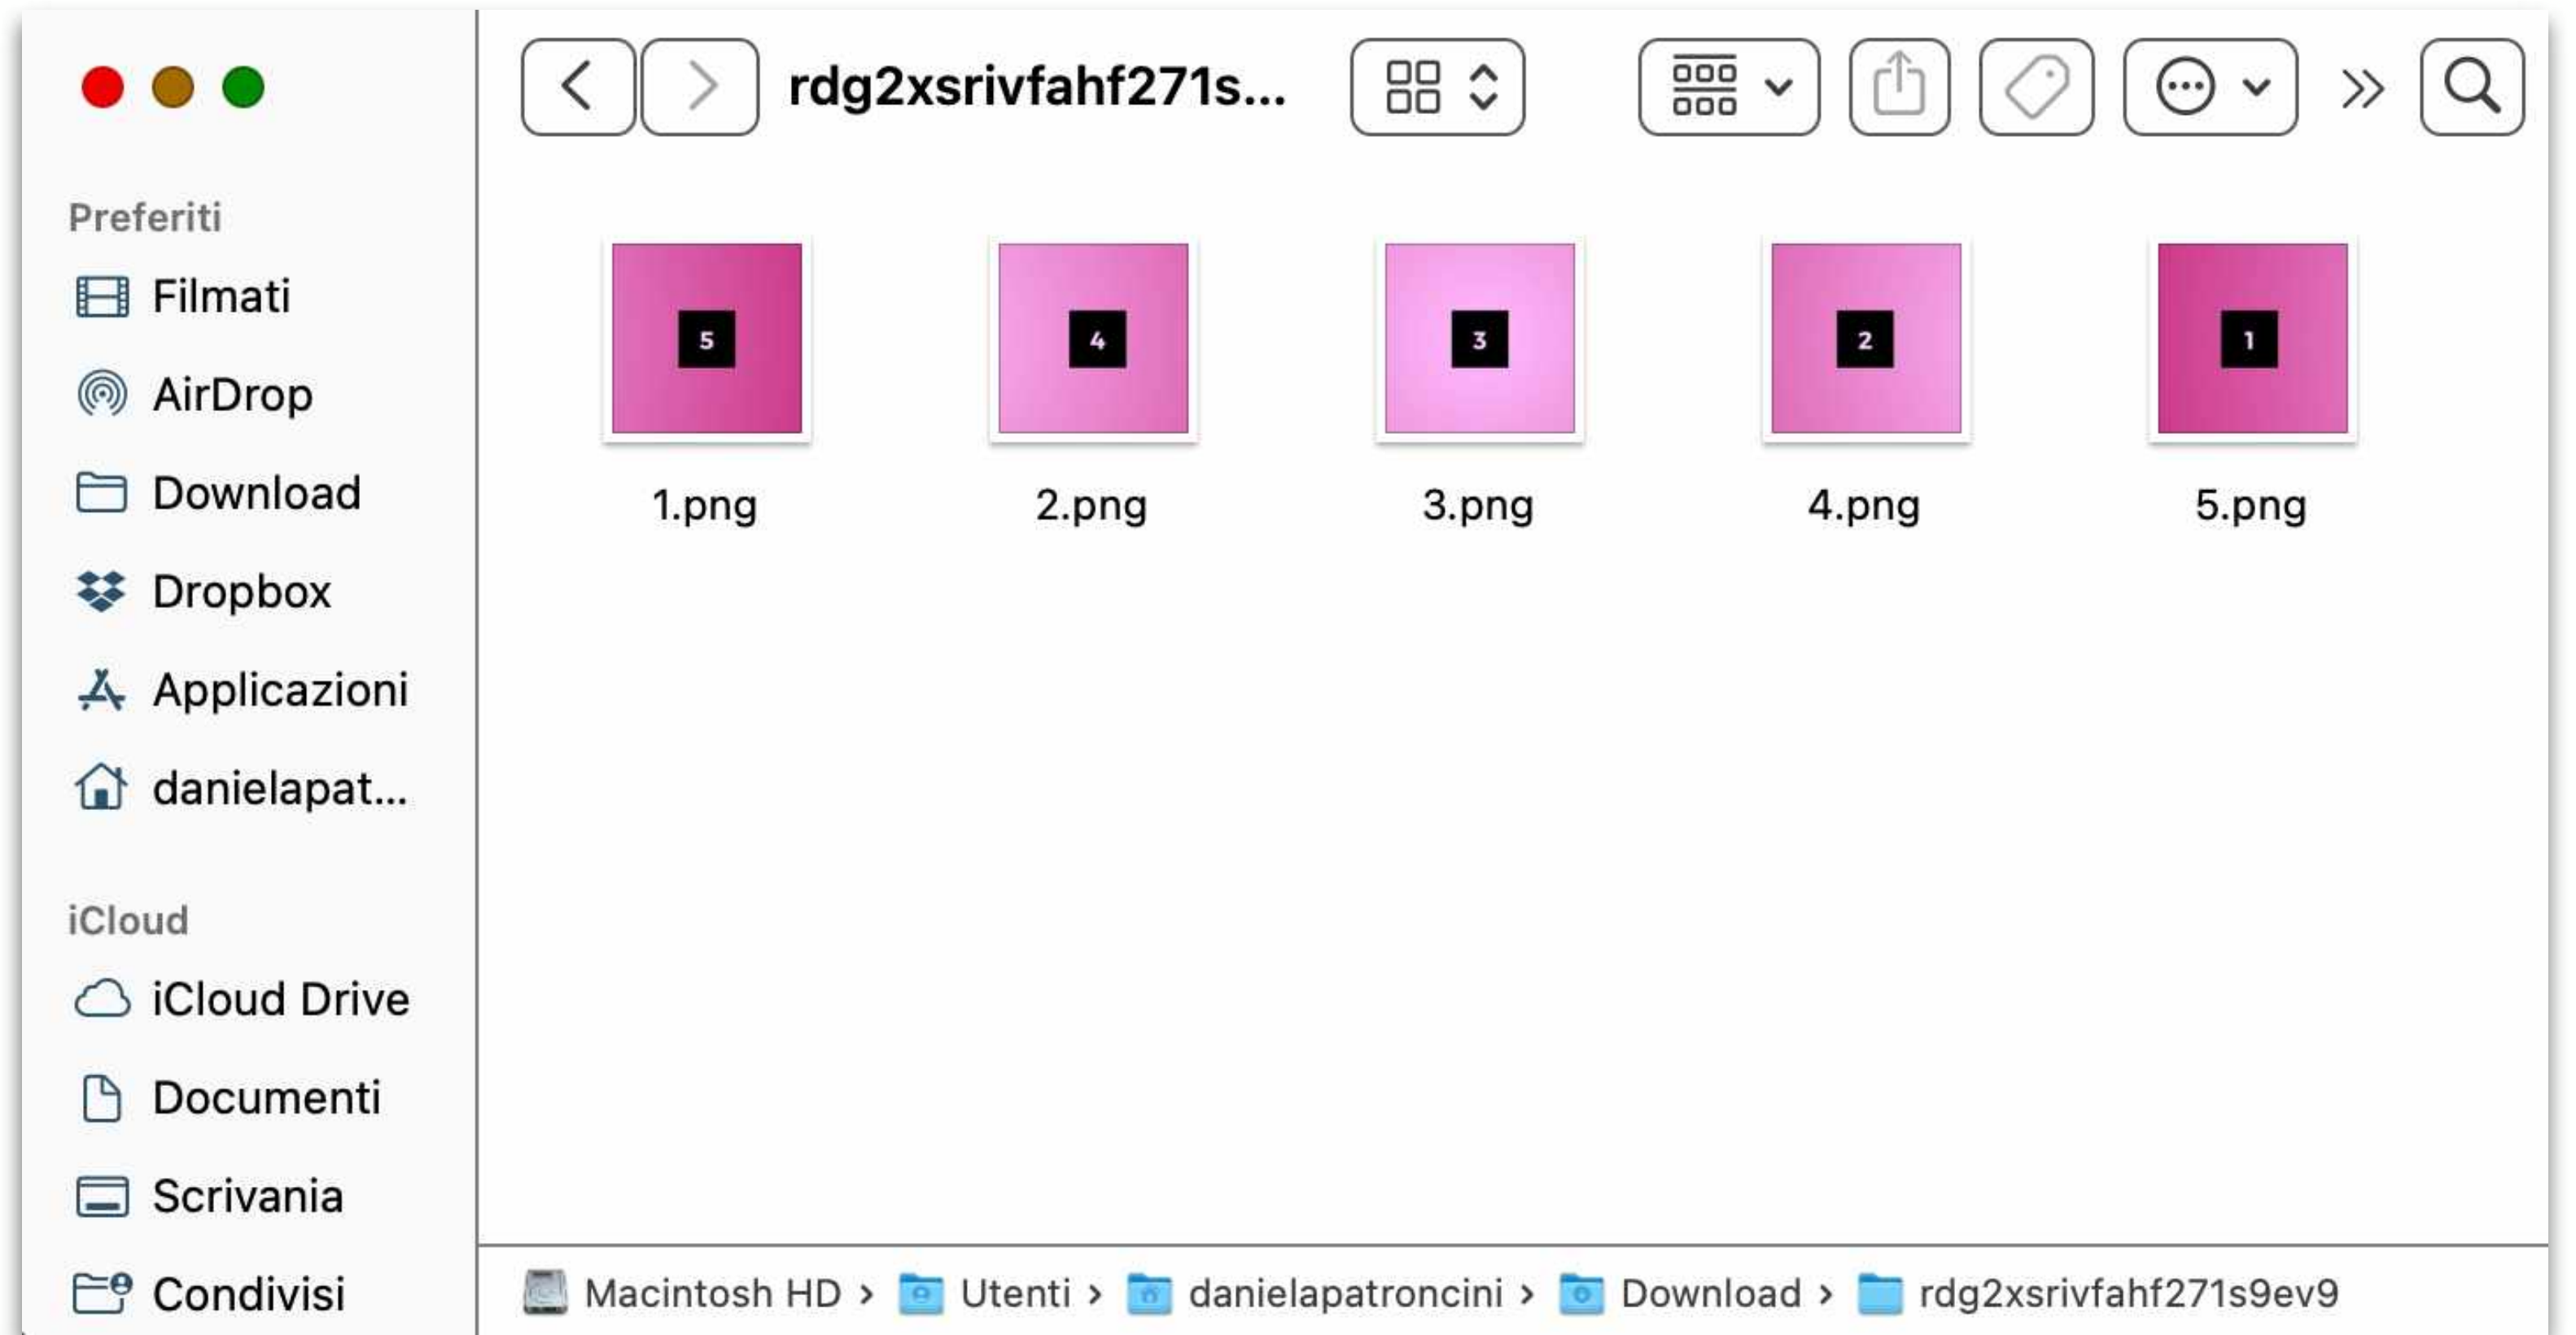 rdg2xsrivfahf271s...
Preferiti
Filmati
AirDrop
Download
Dropbox
Applicazioni
danielapat...
iCloud
iCloud Drive
Documenti
Scrivania
Condivisi
5 4 3 2 1
1.png 2.png 3.png 4.png 5.png
Macintosh HD › Utenti › danielapatroncini › Download › rdg2xsrivfahf271s9ev9